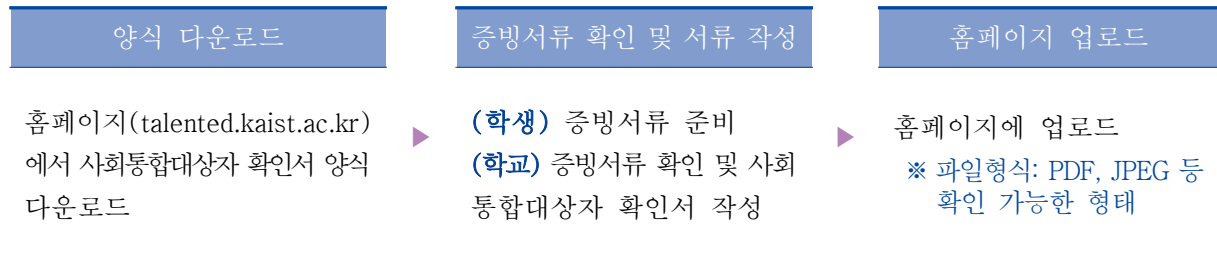 양식 다운로드
홈페이지(talented.kaist.ac.kr)
에서 사회통합대상자 확인서 양식
다운로드
▶
증빙서류 확인 및 서류 작성
(학생) 증빙서류 준비
(학교) 증빙서류 확인 및 사회
통합대상자 확인서 작성
▶
홈페이지 업로드
홈페이지에 업로드
※ 파일형식: PDF, JPEG 등
확인 가능한 형태